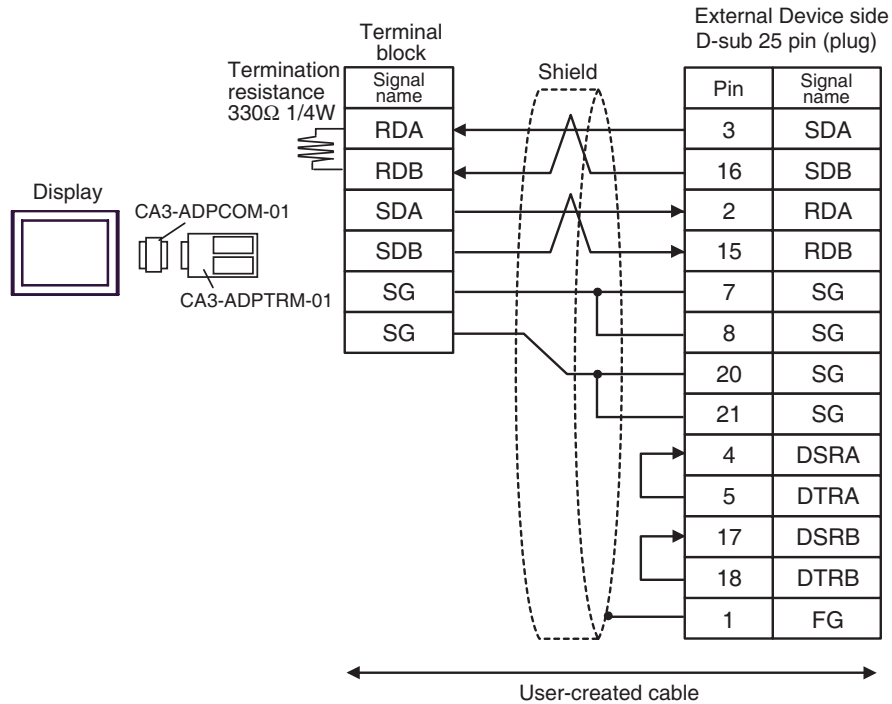 External Device side
D-sub 25 pin (plug)
Terminal
block
Termination
resistance
330Ω 1/4W
Shield
Signal
name
Pin
Signal
name
RDA
3
SDA
RDB
16
SDB
SDA
2
RDA
SDB
15
RDB
SG
7
SG
SG
8
SG
20
SG
21
SG
4
DSRA
5
DTRA
17
DSRB
18
DTRB
1
FG
Display
CA3-ADPCOM-01
CA3-ADPTRM-01
User-created cable